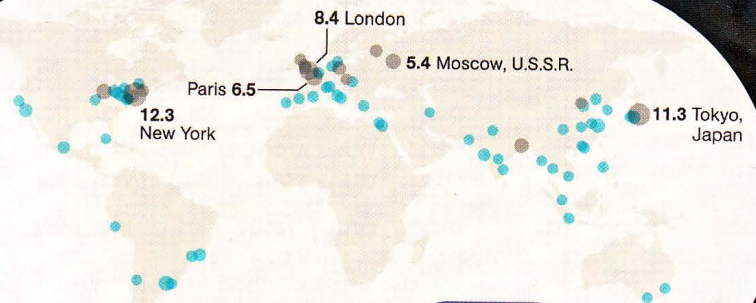 8.4 London
5.4 Moscow, U.S.S.R.
Paris 6.5
12.3
New York
11.3 Tokyo,
Japan